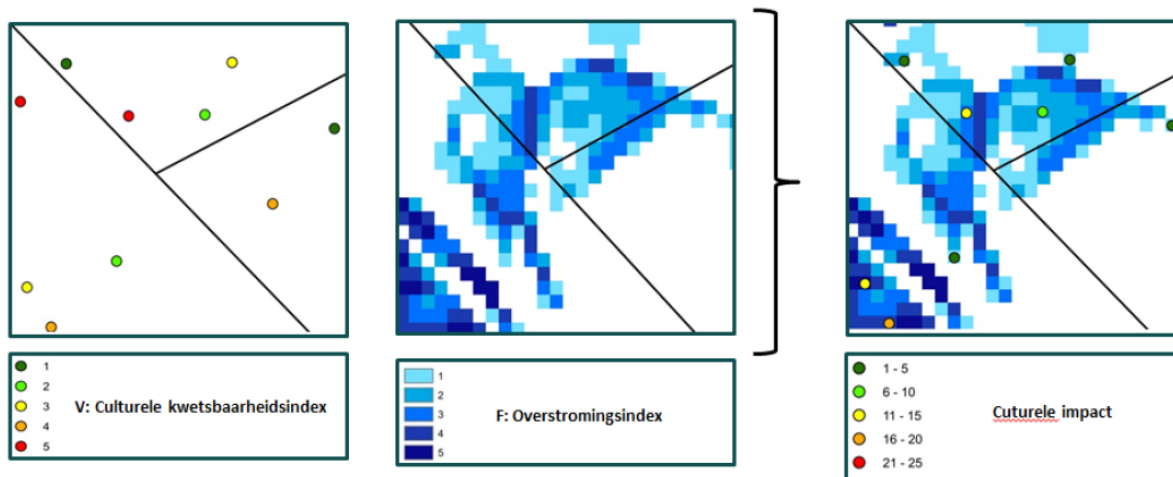 1
2
3
4
5
V: Culturele kwetsbaarheidsindex
1
2
3
4
5
F: Overstromingsindex
1 - 5
6 - 10
11 - 15
16 - 20
21 - 25
Cuturele impact